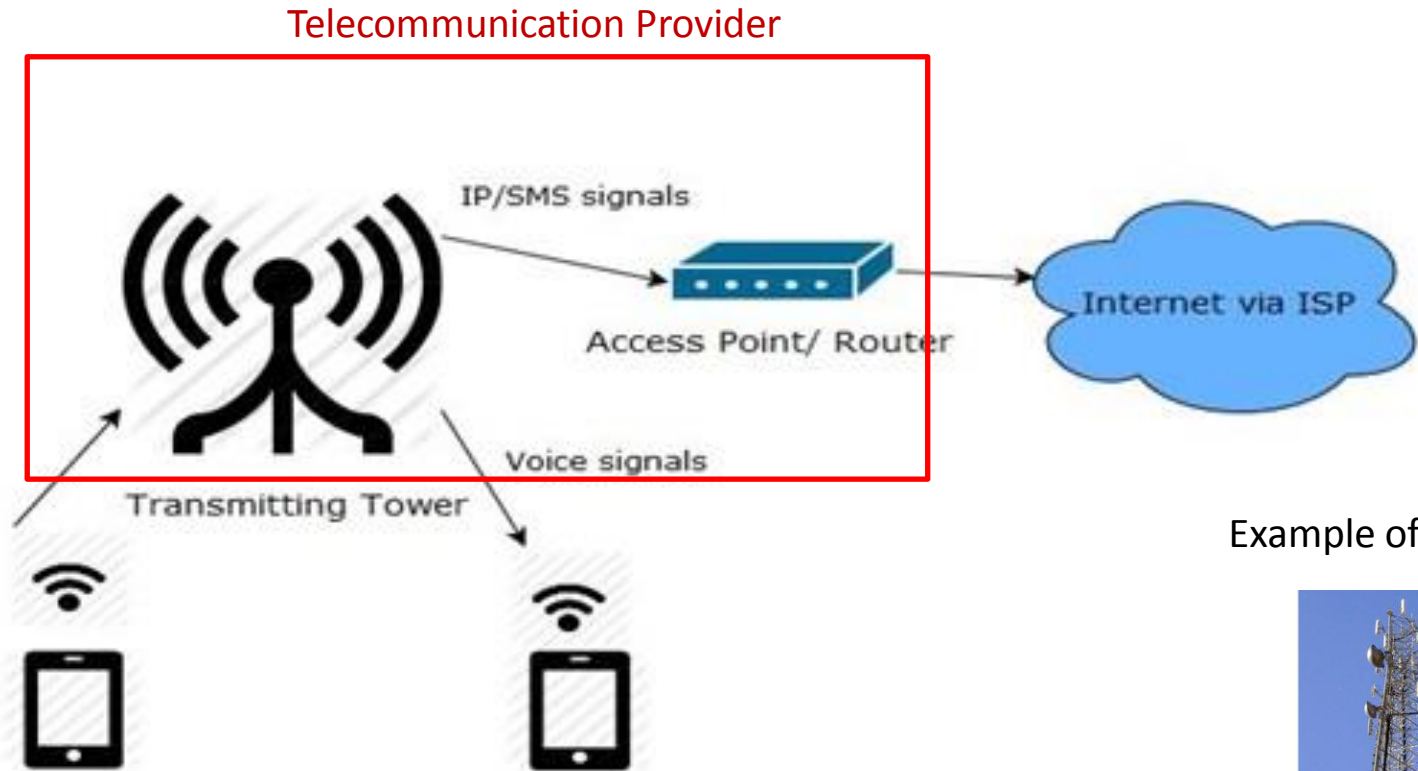 Telecommunication Provider
IP/SMS signals
Internet via ISP
Access Point/ Router
Voice signals
Transmitting Tower
Example of